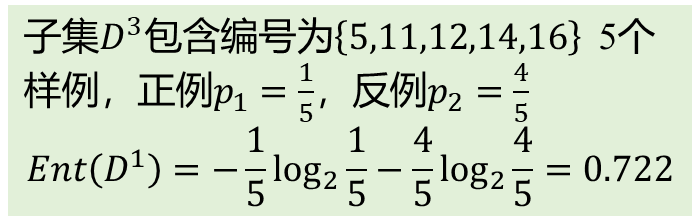 子集𝐷³包含编号为{5,11,12,14,16} 5个
样例，正例𝑝₁ = 1/5，反例𝑝₂ = 4/5
𝐸𝑛𝑡(𝐷¹) = −1/5 log₂ 1/5 − 4/5 log₂ 4/5 = 0.722